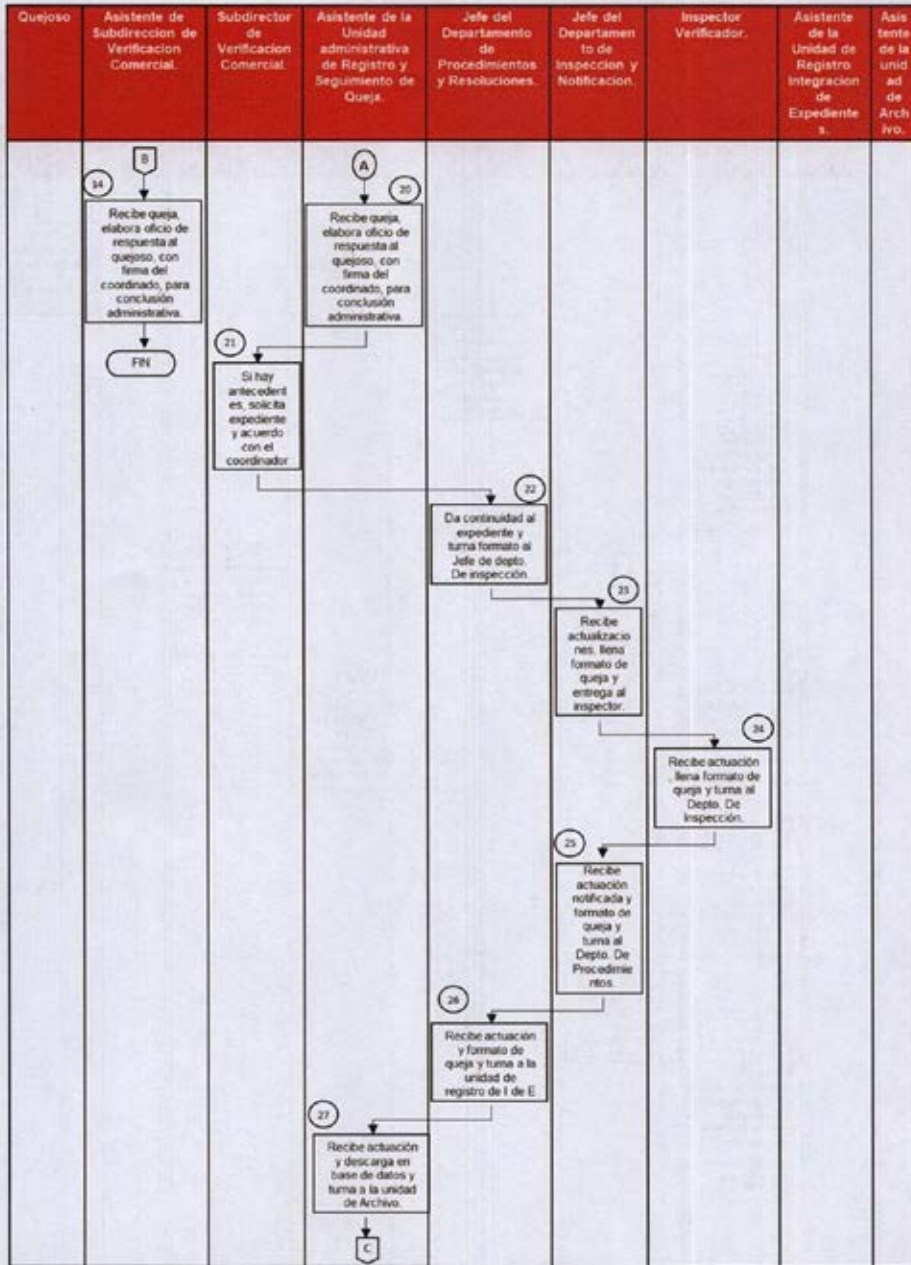 Quejoso
Asistente de
Subdireccion de
Verificacion
Comercial.
Subdirector
de
Verificacion
Comercial.
Asistente de la
Unidad
administrativa
de Registro y
Seguimiento de
Queja.
Jefe del
Departamento
de
Procedimientos
y Resoluciones.
Jefe del
Departamen
to de
Inspeccion y
Notificacion.
Inspector
Verificador.
Asistente
de la
Unidad de
Registro
Integracion
de
Expediente
s.
Asis
tente
de la
unid
ad
de
Arch
ivo.
B
14
Recibe queja,
elabora oficio de
respuesta al
quejoso, con
firma del
coordinado, para
conclusión
administrativa.
FIN
A
20
Recibe queja,
elabora oficio de
respuesta al
quejoso, con
firma del
coordinado, para
conclusión
administrativa.
21
Si hay
antecedent
es, solicita
expediente
y acuerdo
con el
coordinador
22
Da continuidad al
expediente y
turna formato al
Jefe de depto.
De inspección.
23
Recibe
actualizacio
nes, llena
formato de
queja y
entrega al
inspector.
24
Recibe actuación
, llena formato de
queja y turna al
Depto. De
Inspección.
25
Recibe
actuación
notificada y
formato de
queja y
turna al
Depto. De
Procedimie
ntos.
26
Recibe actuación
y formato de
queja y turna a la
unidad de
registro de I de E
27
Recibe actuación
y descarga en
base de datos y
turna a la unidad
de Archivo.
C